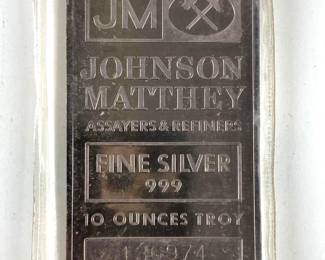 JM
JOHNSON
MATTHEY
ASSAYERS & REFINERS
FINE SILVER
999
10 OUNCES TROY